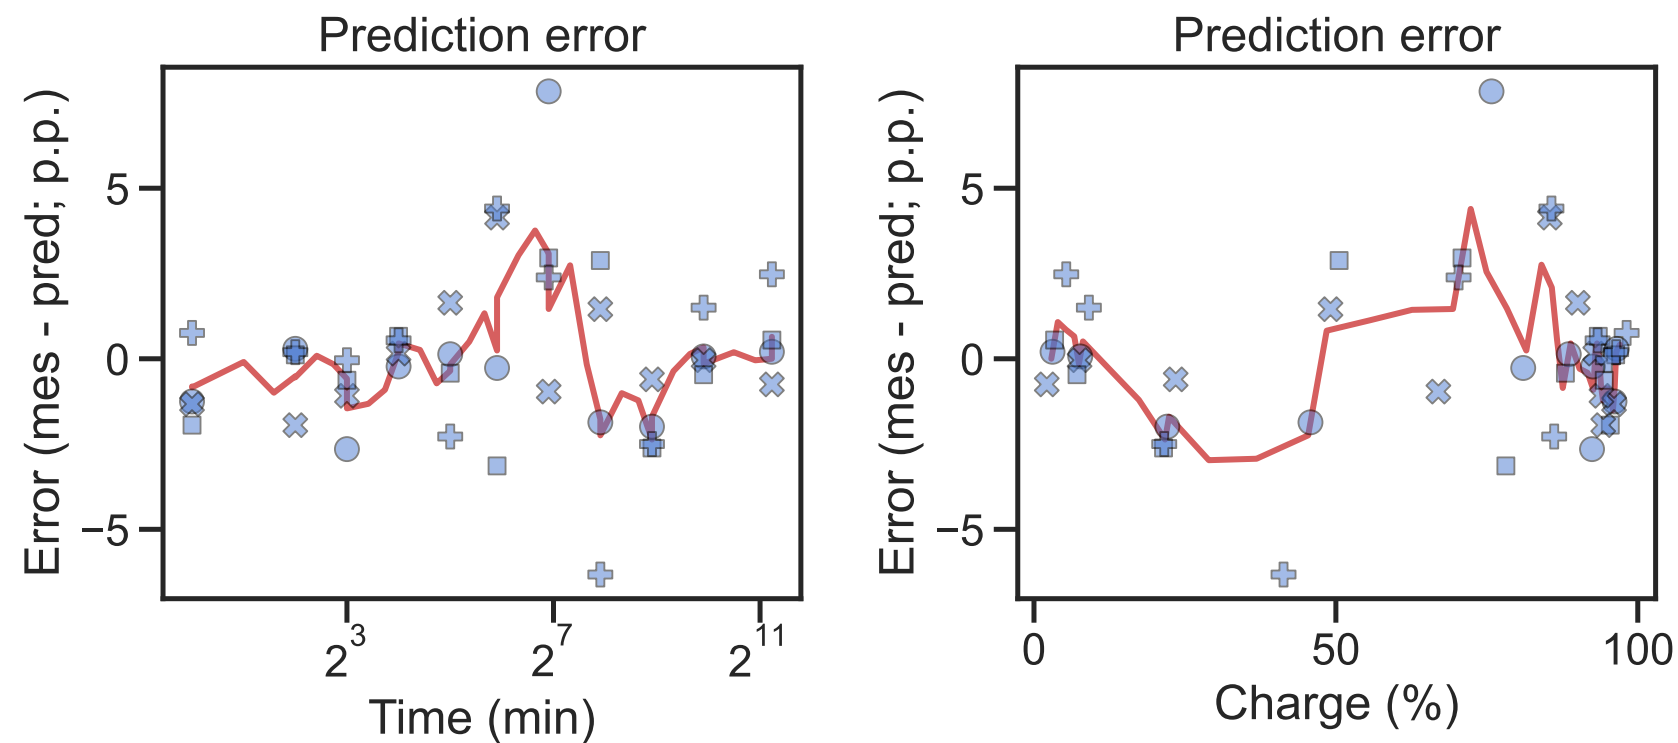 Prediction error
Error (mes - pred; p.p.)
5
0
−5
2^3
2^7
2^11
Time (min)
Prediction error
Error (mes - pred; p.p.)
5
0
−5
0
50
100
Charge (%)